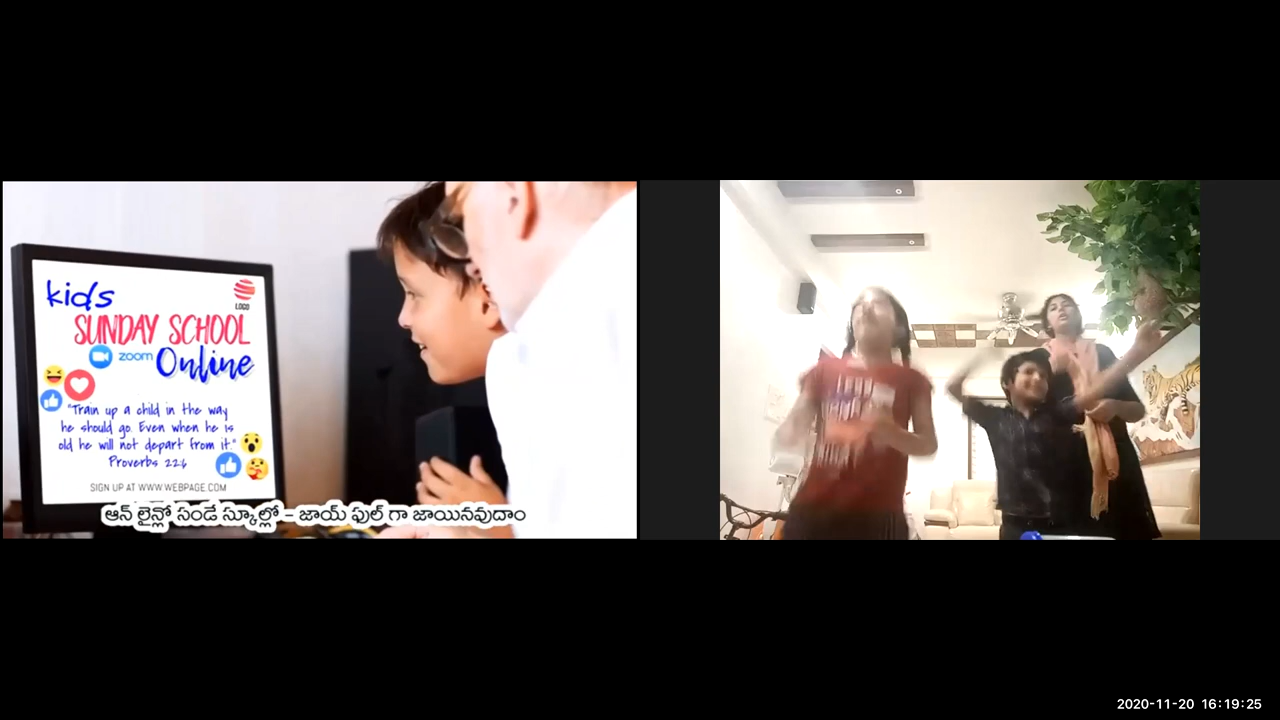 kids
LOGO
SUNDAY SCHOOL
zoom Online
"Train up a child in the way
he should go. Even when he is
old he will not depart from it."
Proverbs 22:6
SIGN UP AT WWW.WEBPAGE.COM
ఆన్ లైన్లో సండే స్కూల్లో – జాయ్ ఫుల్ గా జాయినవుదాం
2020-11-20 16:19:25